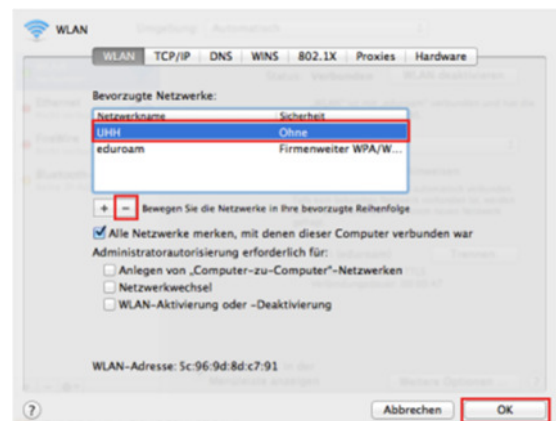 WLAN
WLAN TCP/IP DNS WINS 802.1X Proxies Hardware
Bevorzugte Netzwerke:
Netzwerkname Sicherheit
UHH Ohne
eduroam Firmenweiter WPA/W...
+ − Bewegen Sie die Netzwerke in Ihre bevorzugte Reihenfolge
Alle Netzwerke merken, mit denen dieser Computer verbunden war
Administratorautorisierung erforderlich für:
Anlegen von „Computer-zu-Computer“-Netzwerken
Netzwerkwechsel
WLAN-Aktivierung oder -Deaktivierung
WLAN-Adresse: 5c:96:9d:8d:c7:91
? Abbrechen OK